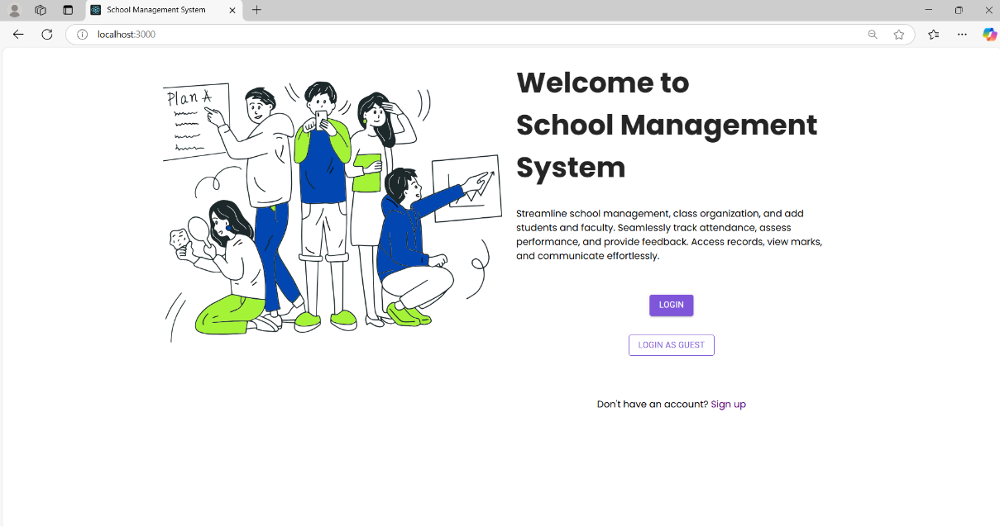 School Management System
localhost:3000
Plan A
Welcome to
School Management
System
Streamline school management, class organization, and add
students and faculty. Seamlessly track attendance, assess
performance, and provide feedback. Access records, view marks,
and communicate effortlessly.
LOGIN
LOGIN AS GUEST
Don't have an account? Sign up